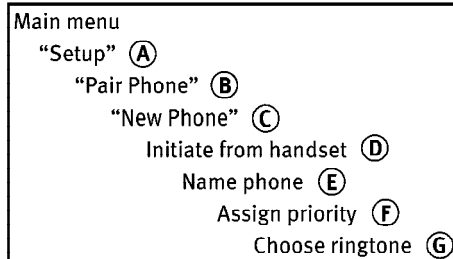 Main menu
“Setup” Ⓐ
“Pair Phone” Ⓑ
“New Phone” Ⓒ
Initiate from handset Ⓓ
Name phone Ⓔ
Assign priority Ⓕ
Choose ringtone Ⓖ